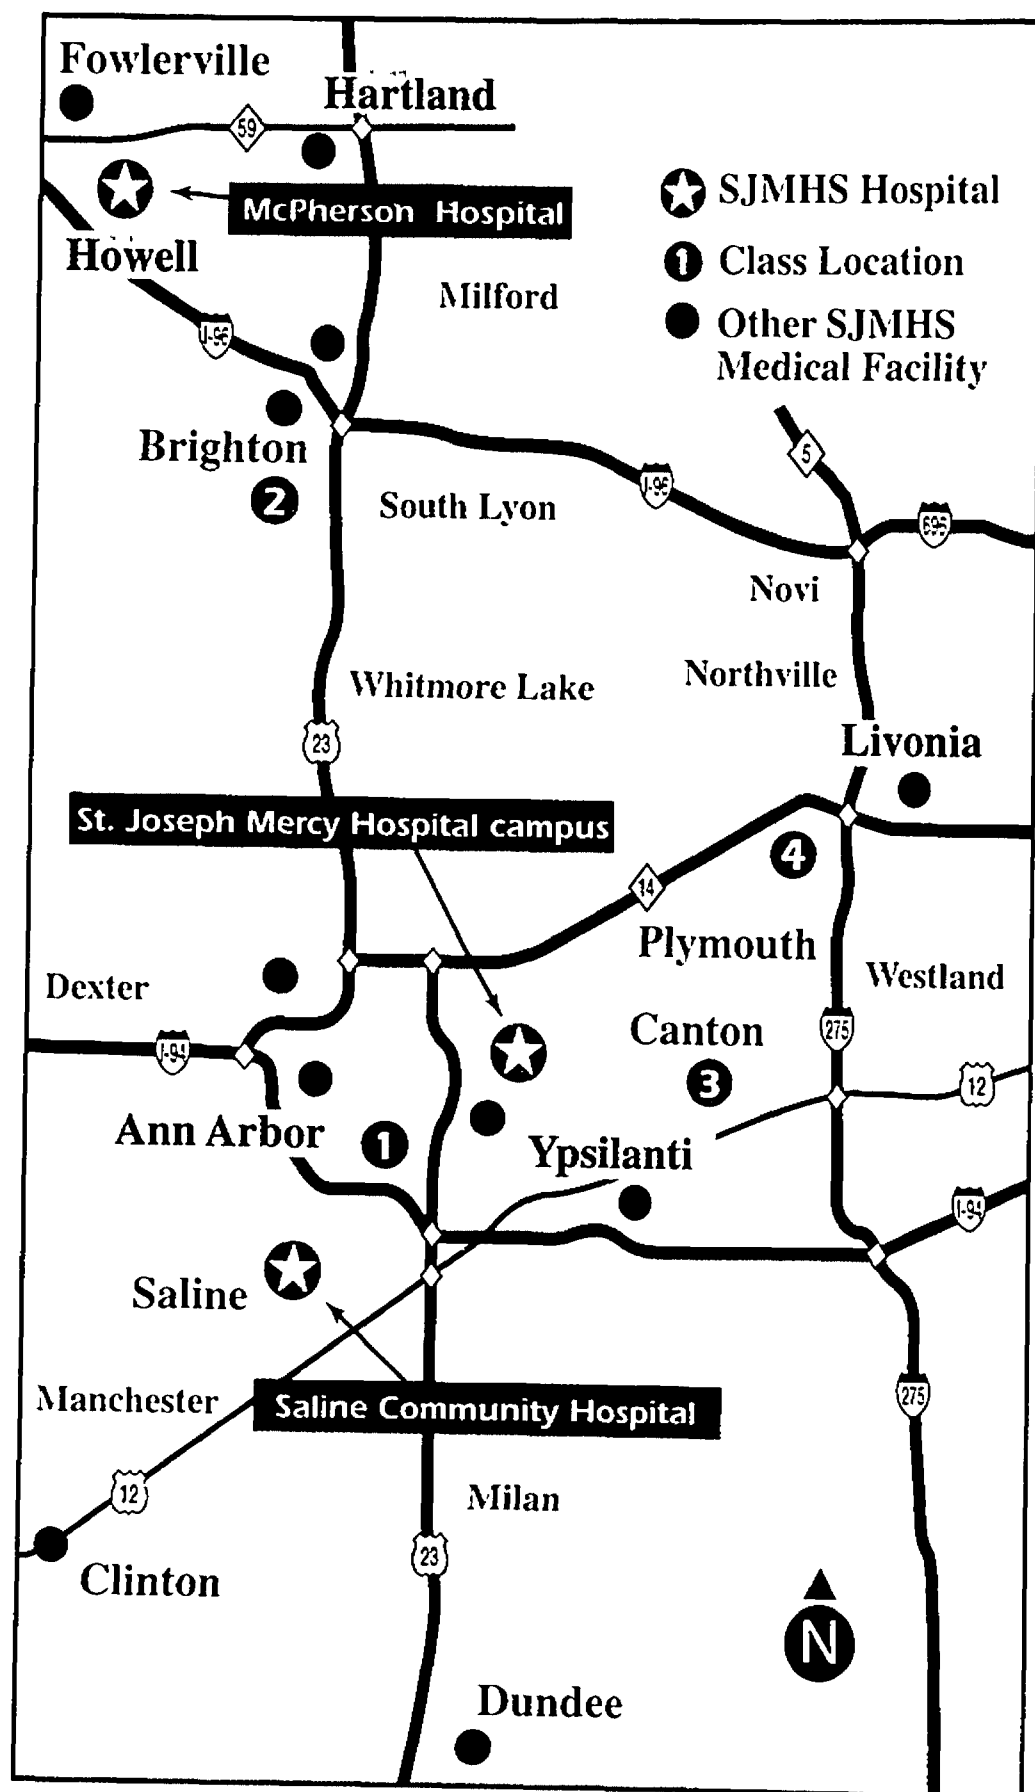 Fowlerville
Hartland
59
McPherson Hospital
Howell
SJMHS Hospital
1 Class Location
Other SJMHS
Medical Facility
Milford
I-96
5
Brighton
2
South Lyon
I-96
696
Novi
Northville
Whitmore Lake
23
Livonia
St. Joseph Mercy Hospital campus
4
14
Plymouth
Dexter
Westland
Canton
275
I-94
3
12
Ann Arbor
1
Ypsilanti
I-94
Saline
Manchester
Saline Community Hospital
275
12
Milan
23
Clinton
N
Dundee